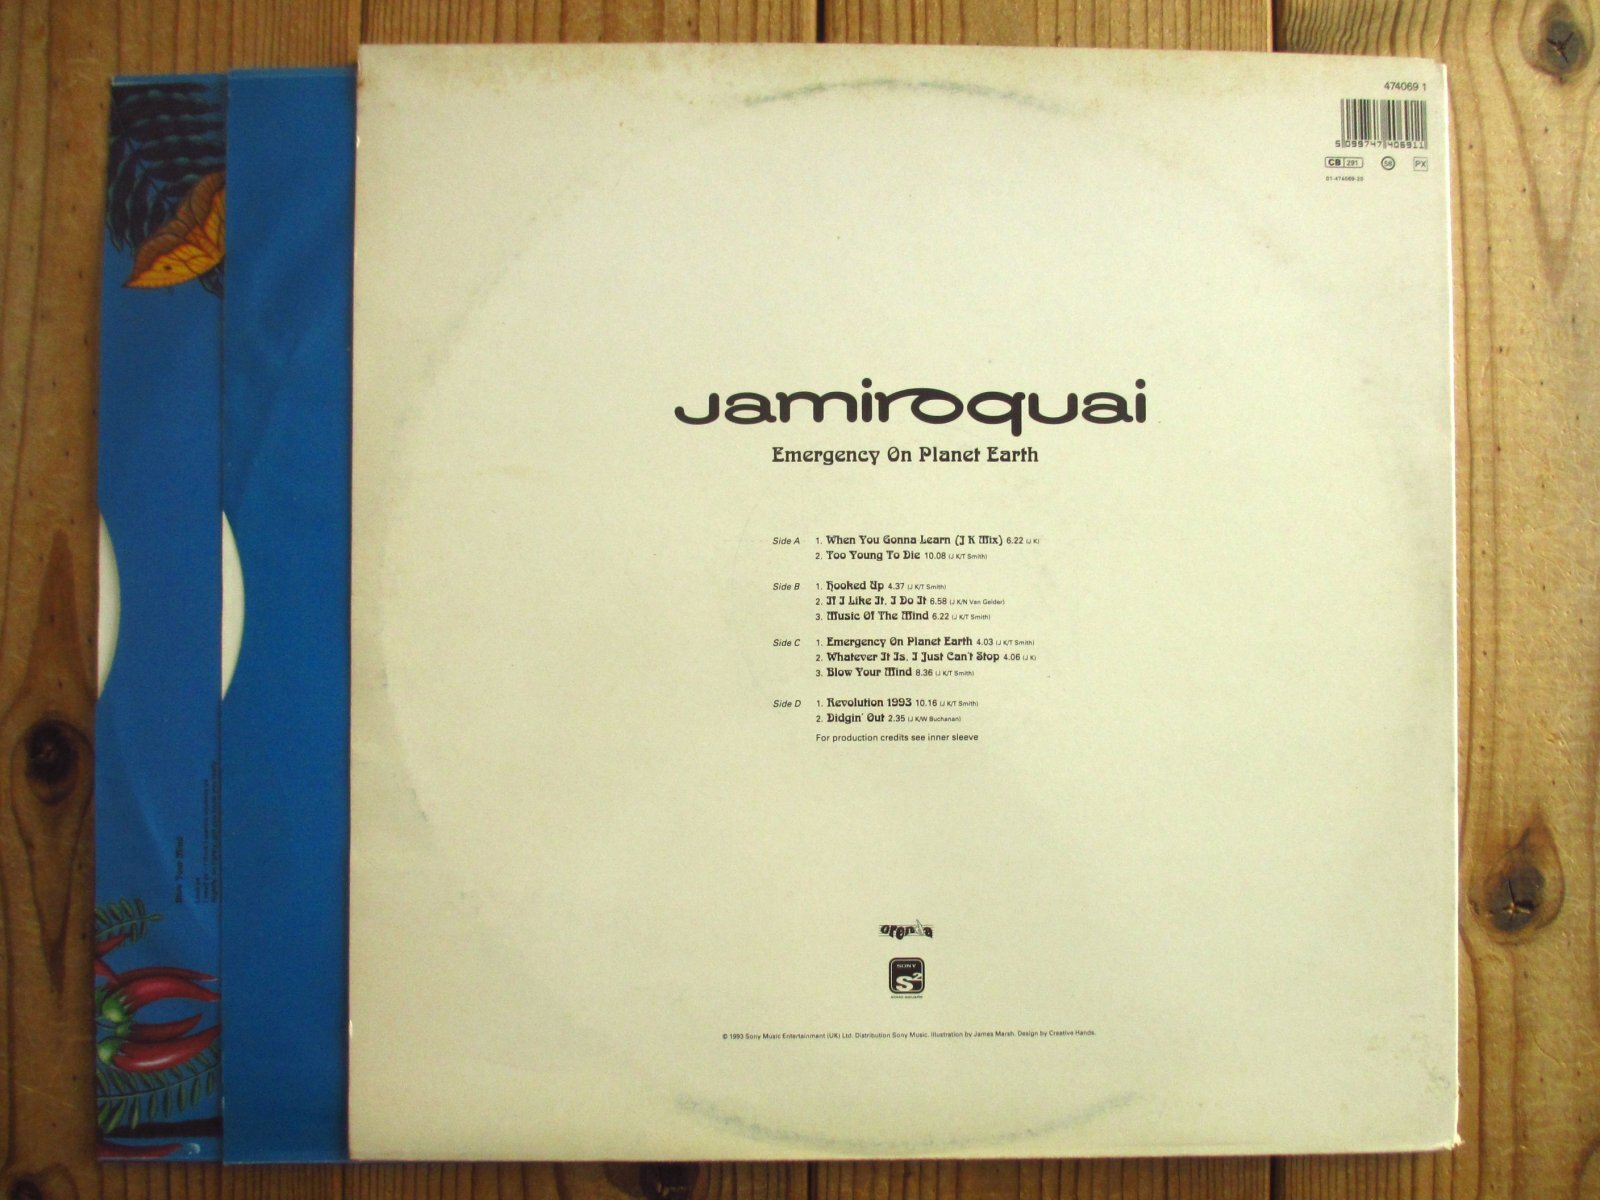 474069 1
5 099747 406911
CB 291 58 PX
01-474069-20
Jamiroquai
Emergency On Planet Earth
Side A 1. When You Gonna Learn (J K Mix) 6.22 (J K)
2. Too Young To Die 10.08 (J K/T Smith)
Side B 1. Hooked Up 4.37 (J K/T Smith)
2. If I Like It, I Do It 6.58 (J K/N Van Gelder)
3. Music Of The Mind 6.22 (J K/T Smith)
Side C 1. Emergency On Planet Earth 4.03 (J K/T Smith)
2. Whatever It Is, I Just Can't Stop 4.06 (J K)
3. Blow Your Mind 8.36 (J K/T Smith)
Side D 1. Revolution 1993 10.16 (J K/T Smith)
2. Didgin' Out 2.35 (J K/W Buchanan)
For production credits see inner sleeve
Blow Your Mind
orenda
SONY
S2
SOHO SQUARE
© 1993 Sony Music Entertainment (UK) Ltd. Distribution Sony Music. Illustration by James Marsh. Design by Creative Hands.